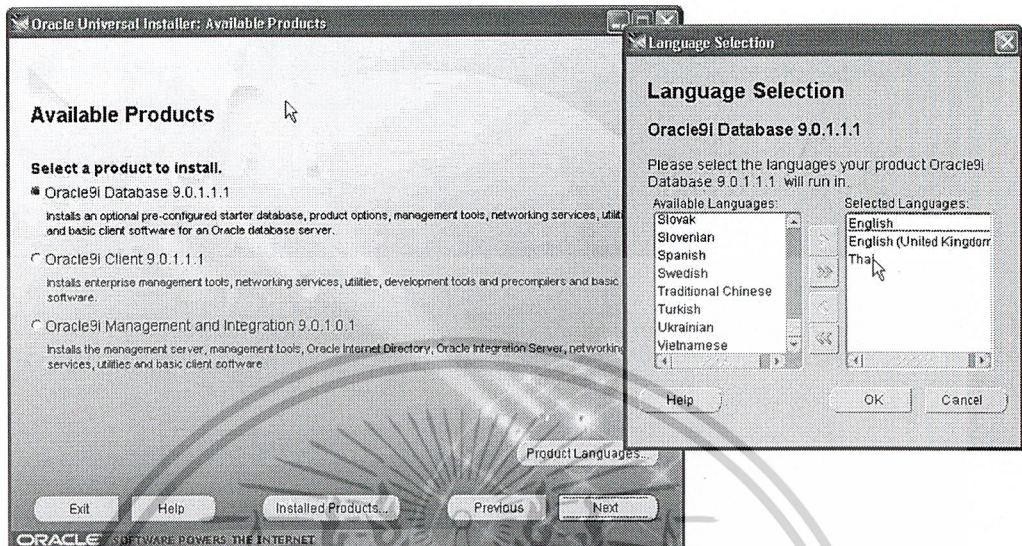 Oracle Universal Installer: Available Products
Available Products
Select a product to install.
Oracle9i Database 9.0.1.1.1
Installs an optional pre-configured starter database, product options, management tools, networking services, utilit
and basic client software for an Oracle database server.
Oracle9i Client 9.0.1.1.1
Installs enterprise management tools, networking services, utilities, development tools and precompilers and basic
software.
Oracle9i Management and Integration 9.0.1.0.1
Installs the management server, management tools, Oracle Internet Directory, Oracle Integration Server, networking
services, utilities and basic client software
Product Languages...
Exit
Help
Installed Products...
Previous
Next
ORACLE SOFTWARE POWERS THE INTERNET
Language Selection
Language Selection
Oracle9i Database 9.0.1.1.1
Please select the languages your product Oracle9i
Database 9.0.1.1.1 will run in.
Available Languages:
Slovak
Slovenian
Spanish
Swedish
Traditional Chinese
Turkish
Ukrainian
Vietnamese
Selected Languages:
English
English (United Kingdom
Thai
Help
OK
Cancel